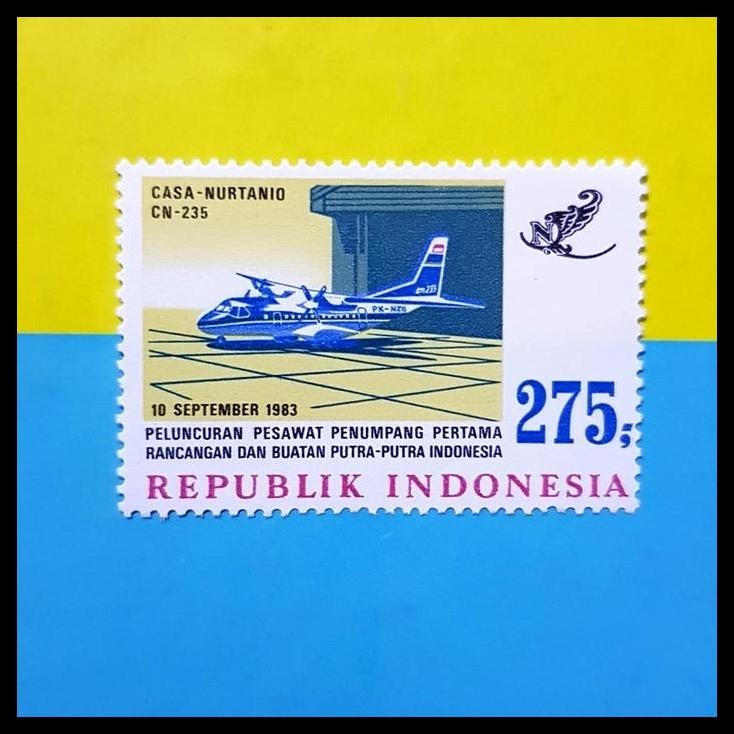 CASA-NURTANIO
CN-235
cn235
PK-NZG
N
10 SEPTEMBER 1983
PELUNCURAN PESAWAT PENUMPANG PERTAMA
RANCANGAN DAN BUATAN PUTRA-PUTRA INDONESIA
275,-
REPUBLIK INDONESIA